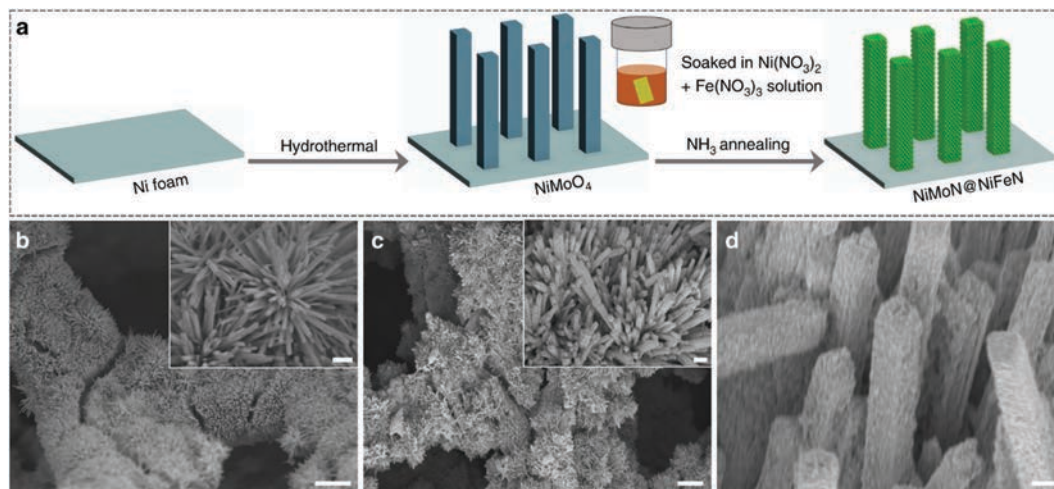 a
Soaked in Ni(NO₃)₂
+ Fe(NO₃)₃ solution
Hydrothermal
NH₃ annealing
Ni foam
NiMoO₄
NiMoN@NiFeN
b
c
d